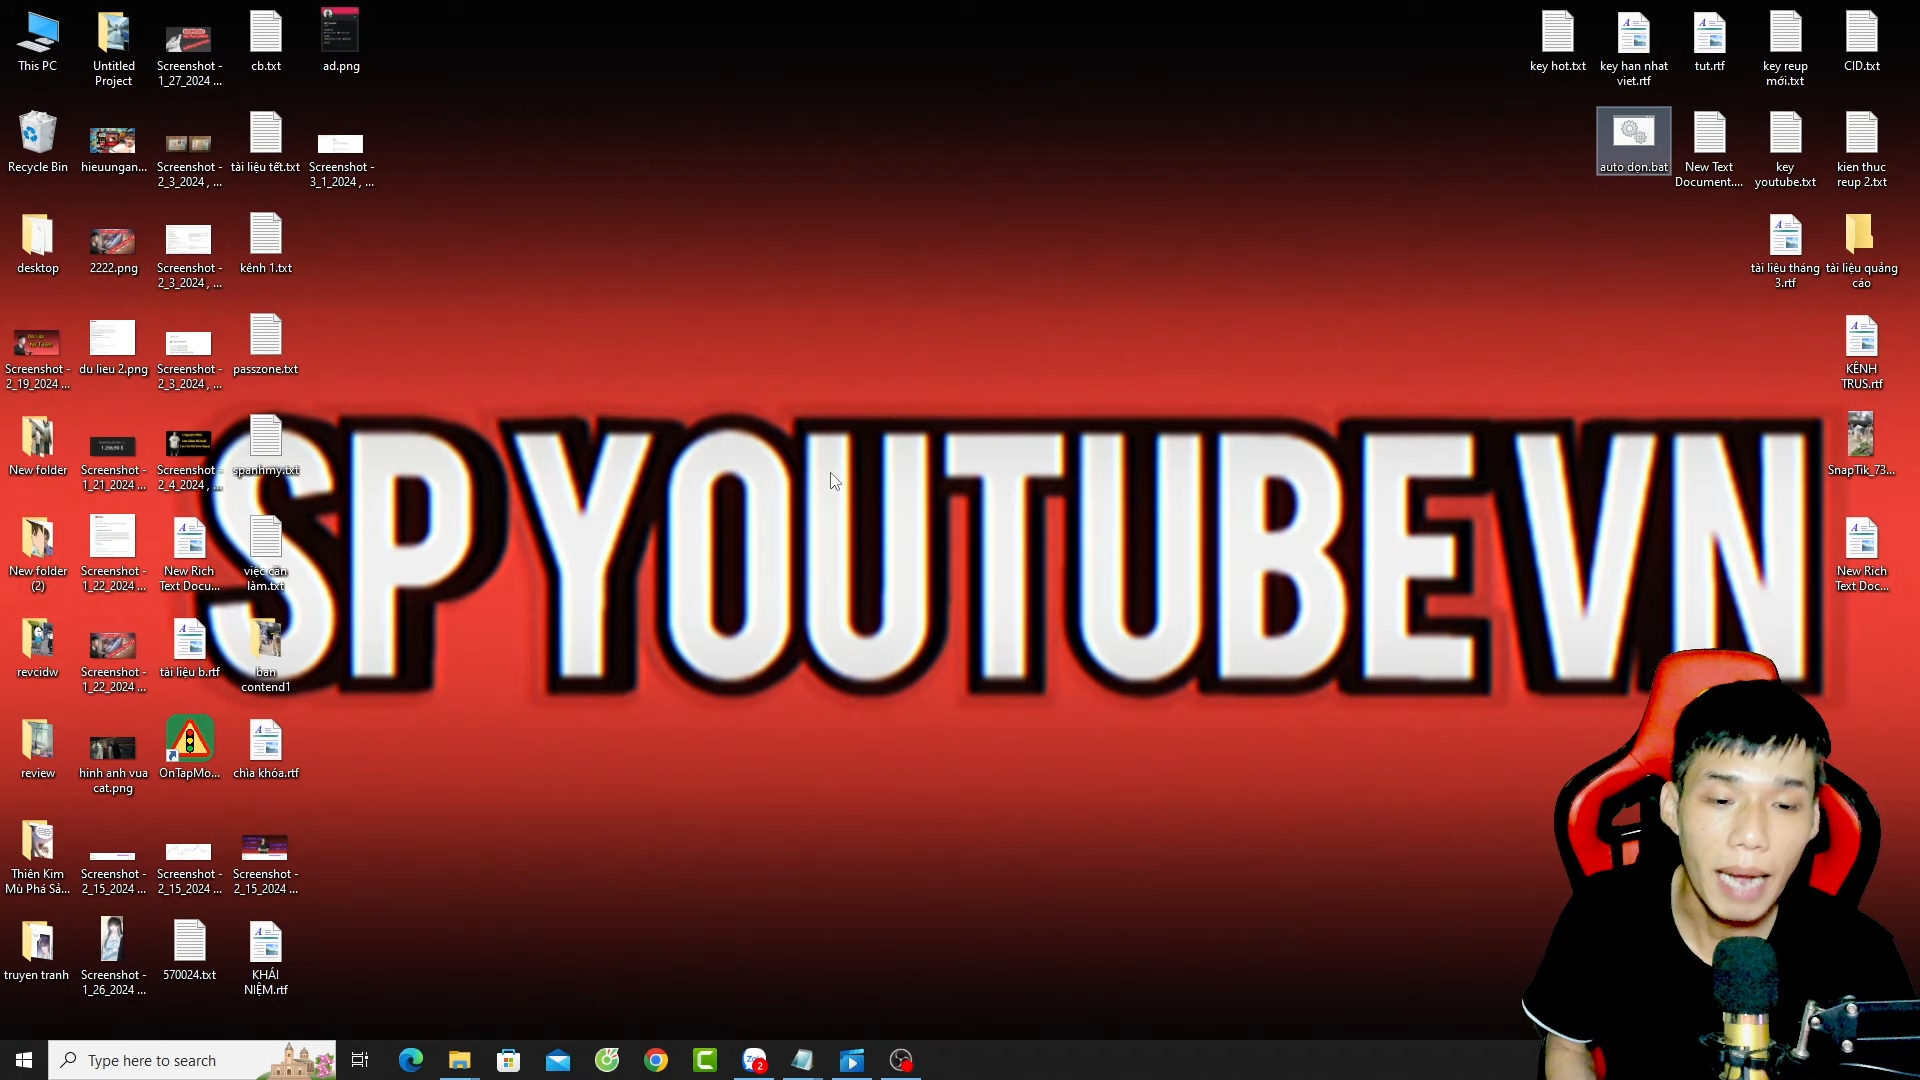 This PC
Untitled
Project
Screenshot -
1_27_2024 ...
cb.txt
ad.png
key hot.txt
key han nhat
viet.rtf
tut.rtf
key reup
mới.txt
CID.txt
Recycle Bin
hieuungan...
Screenshot -
2_3_2024 , ...
tài liệu tết.txt
Screenshot -
3_1_2024 , ...
auto dọn.bat
New Text
Document....
key
youtube.txt
kien thuc
reup 2.txt
desktop
2222.png
Screenshot -
2_3_2024 , ...
kênh 1.txt
tài liệu tháng
3.rtf
tài liệu quảng
cáo
Screenshot -
2_19_2024 ...
du lieu 2.png
Screenshot -
2_3_2024 , ...
passzone.txt
KÊNH
TRUS.rtf
New folder
Screenshot -
1_21_2024 ...
Screenshot -
2_4_2024 , ...
spanhmy.txt
SnapTik_73...
SP YOUTUBE VN
New folder
(2)
Screenshot -
1_22_2024 ...
New Rich
Text Docu...
việc cần
làm.txt
New Rich
Text Doc...
revcidw
Screenshot -
1_22_2024 ...
tài liệu b.rtf
ban
contend1
review
hinh anh vua
cat.png
OnTapMo...
chìa khóa.rtf
Thiên Kim
Mù Phá Sả...
Screenshot -
2_15_2024 ...
Screenshot -
2_15_2024 ...
Screenshot -
2_15_2024 ...
truyen tranh
Screenshot -
1_26_2024 ...
570024.txt
KHÁI
NIỆM.rtf
Type here to search
Zalo
2